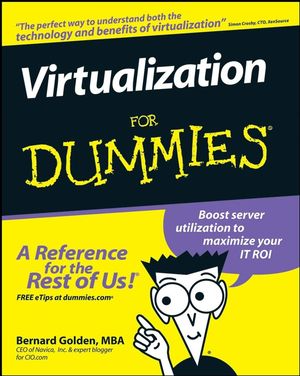 "The perfect way to understand both the
technology and benefits of virtualization"
Simon Crosby, CTO, XenSource
Virtualization
FOR
DUMMIES®
Boost server
utilization to
maximize your
IT ROI
A Reference
for the
Rest of Us!®
FREE eTips at dummies.com®
Bernard Golden, MBA
CEO of Navica, Inc. & expert blogger
for CIO.com